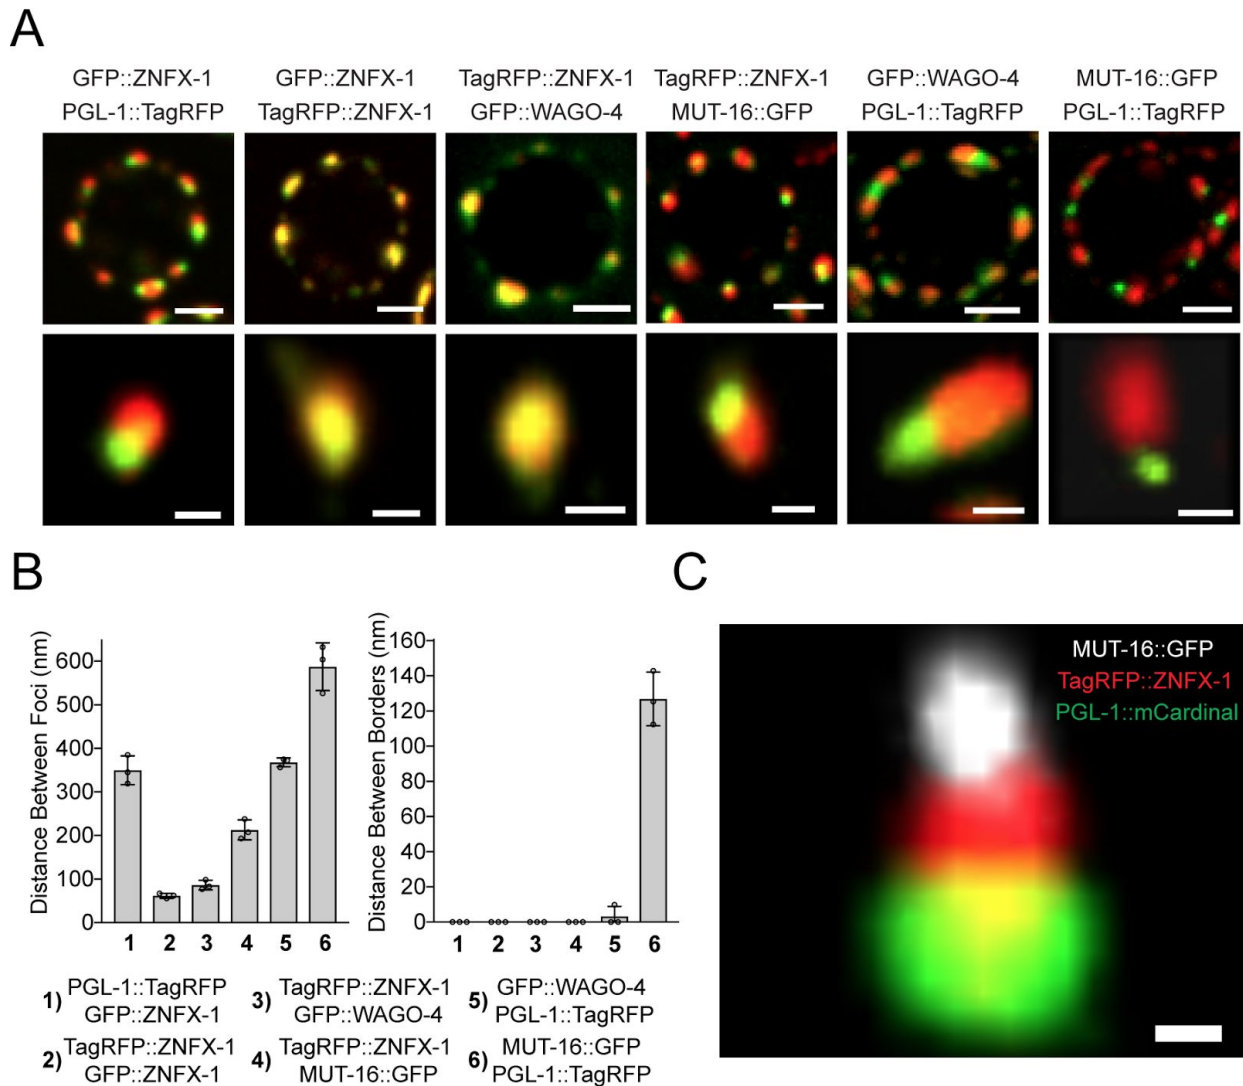 A
GFP::ZNFX-1
PGL-1::TagRFP
GFP::ZNFX-1
TagRFP::ZNFX-1
TagRFP::ZNFX-1
GFP::WAGO-4
TagRFP::ZNFX-1
MUT-16::GFP
GFP::WAGO-4
PGL-1::TagRFP
MUT-16::GFP
PGL-1::TagRFP
B
Distance Between Foci (nm)
600
500
400
300
200
100
0
1 2 3 4 5 6
Distance Between Borders (nm)
160
140
120
100
80
60
40
20
0
1 2 3 4 5 6
1) PGL-1::TagRFP
GFP::ZNFX-1
2) TagRFP::ZNFX-1
GFP::ZNFX-1
3) TagRFP::ZNFX-1
GFP::WAGO-4
4) TagRFP::ZNFX-1
MUT-16::GFP
5) GFP::WAGO-4
PGL-1::TagRFP
6) MUT-16::GFP
PGL-1::TagRFP
C
MUT-16::GFP
TagRFP::ZNFX-1
PGL-1::mCardinal